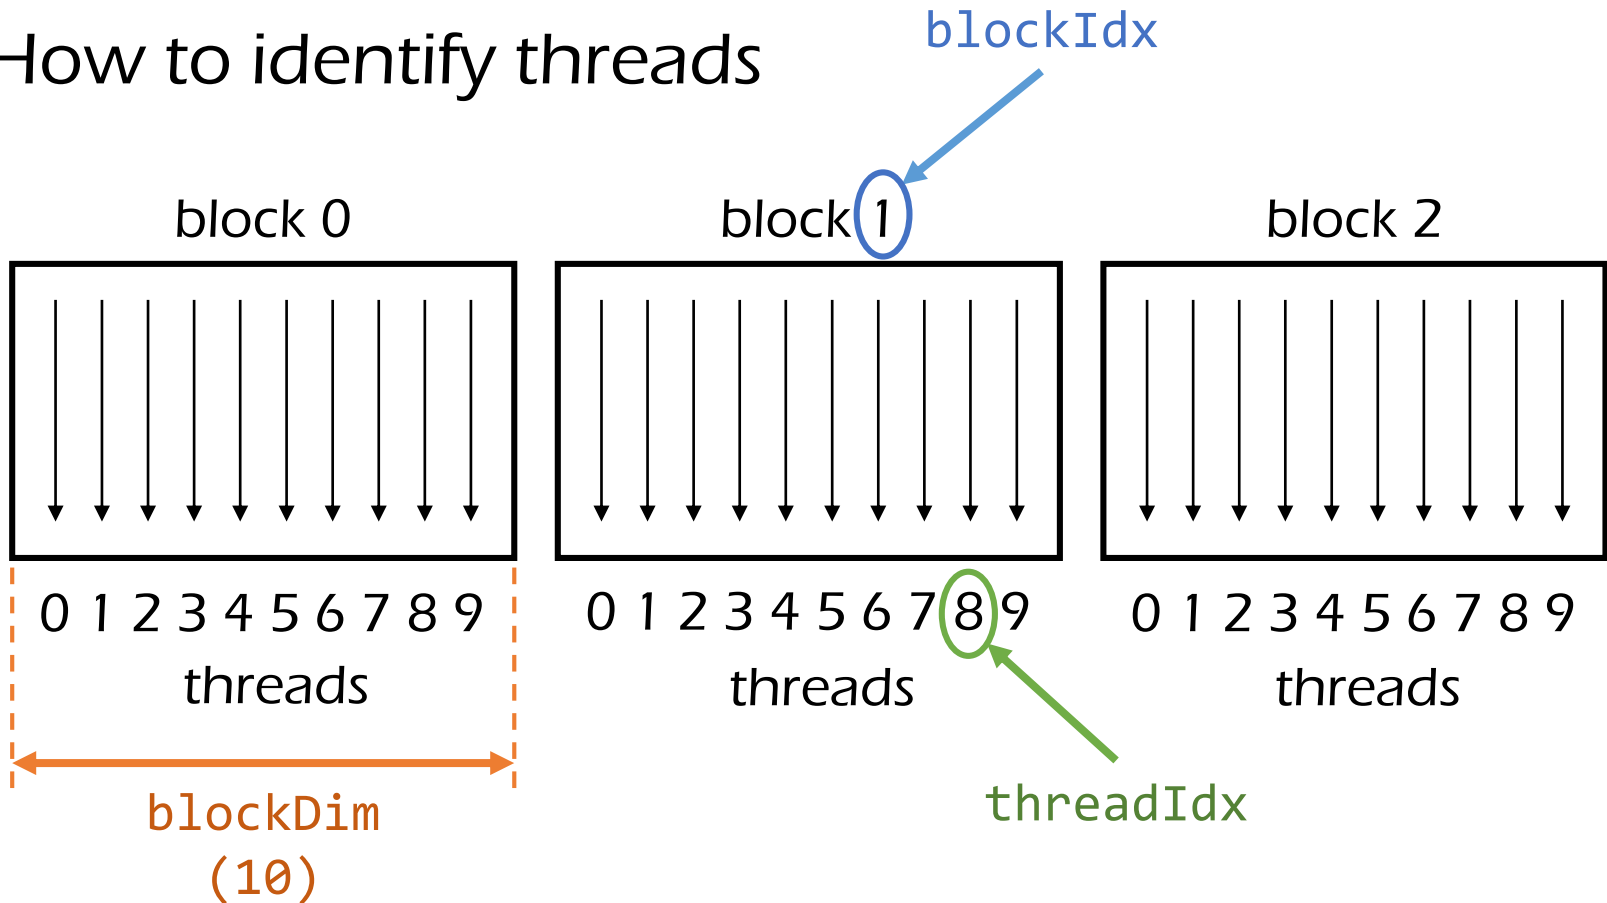 How to identify threads
blockIdx
block 0
block 1
block 2
0 1 2 3 4 5 6 7 8 9
0 1 2 3 4 5 6 7 8 9
0 1 2 3 4 5 6 7 8 9
threads
threads
threads
blockDim
(10)
threadIdx